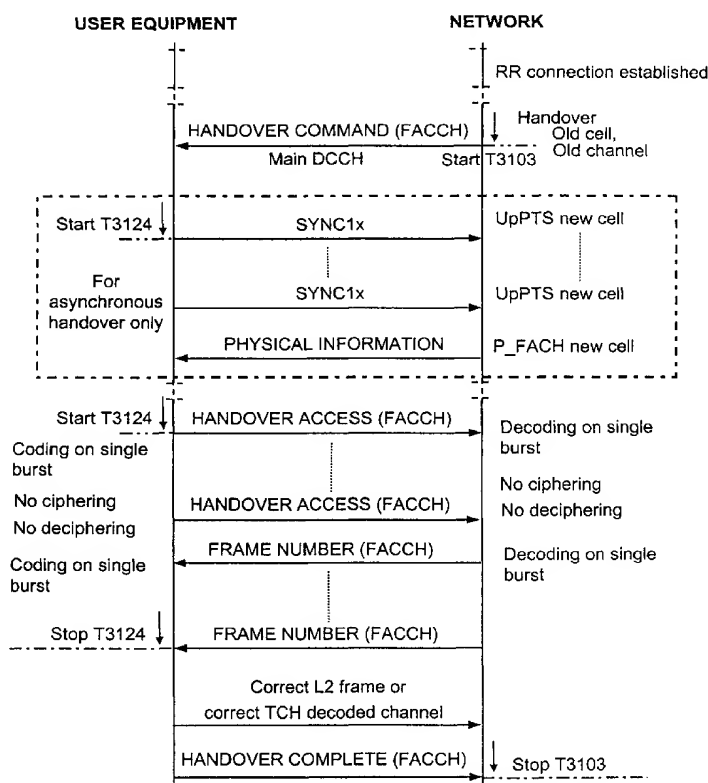 USER EQUIPMENT
NETWORK
RR connection established
Handover
HANDOVER COMMAND (FACCH)
Old cell,
Old channel
Main DCCH
Start T3103
Start T3124
SYNC1x
UpPTS new cell
For
asynchronous
handover only
SYNC1x
UpPTS new cell
PHYSICAL INFORMATION
P_FACH new cell
Start T3124
HANDOVER ACCESS (FACCH)
Decoding on single
burst
Coding on single
burst
No ciphering
No deciphering
HANDOVER ACCESS (FACCH)
No ciphering
No deciphering
FRAME NUMBER (FACCH)
Coding on single
burst
Decoding on single
burst
Stop T3124
FRAME NUMBER (FACCH)
Correct L2 frame or
correct TCH decoded channel
HANDOVER COMPLETE (FACCH)
Stop T3103